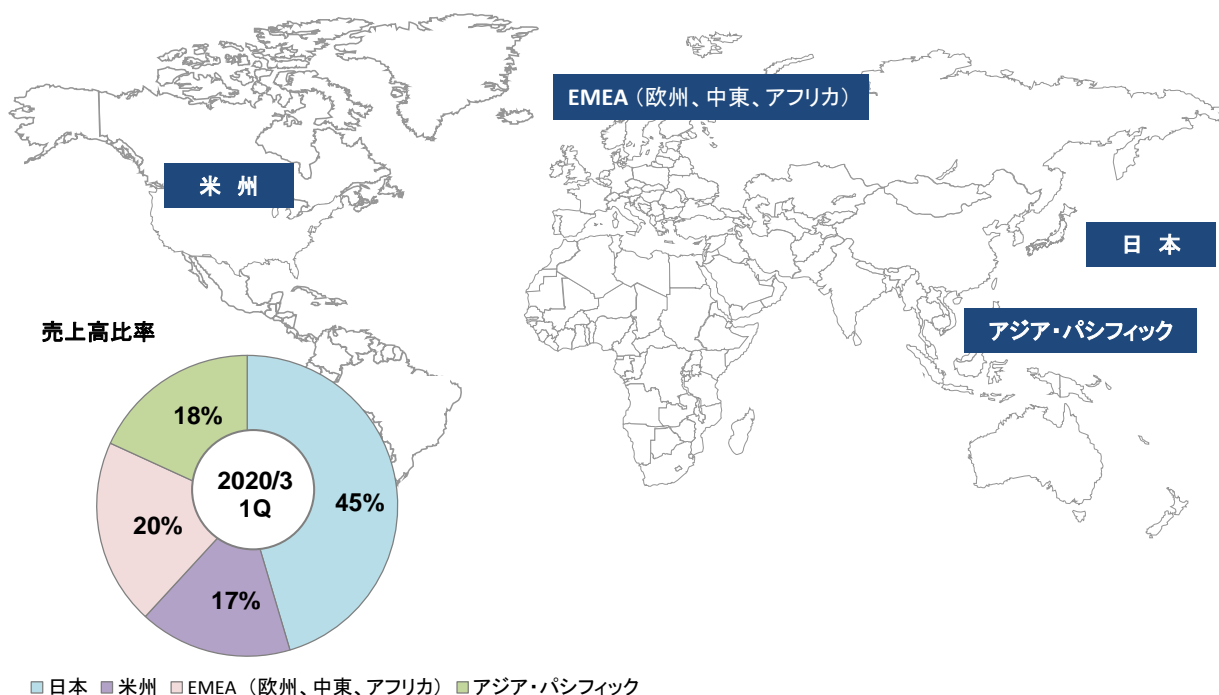 EMEA（欧州、中東、アフリカ）
米 州
日 本
アジア・パシフィック
売上高比率
18%
2020/3
1Q
45%
20%
17%
日本 米州 EMEA （欧州、中東、アフリカ） アジア・パシフィック